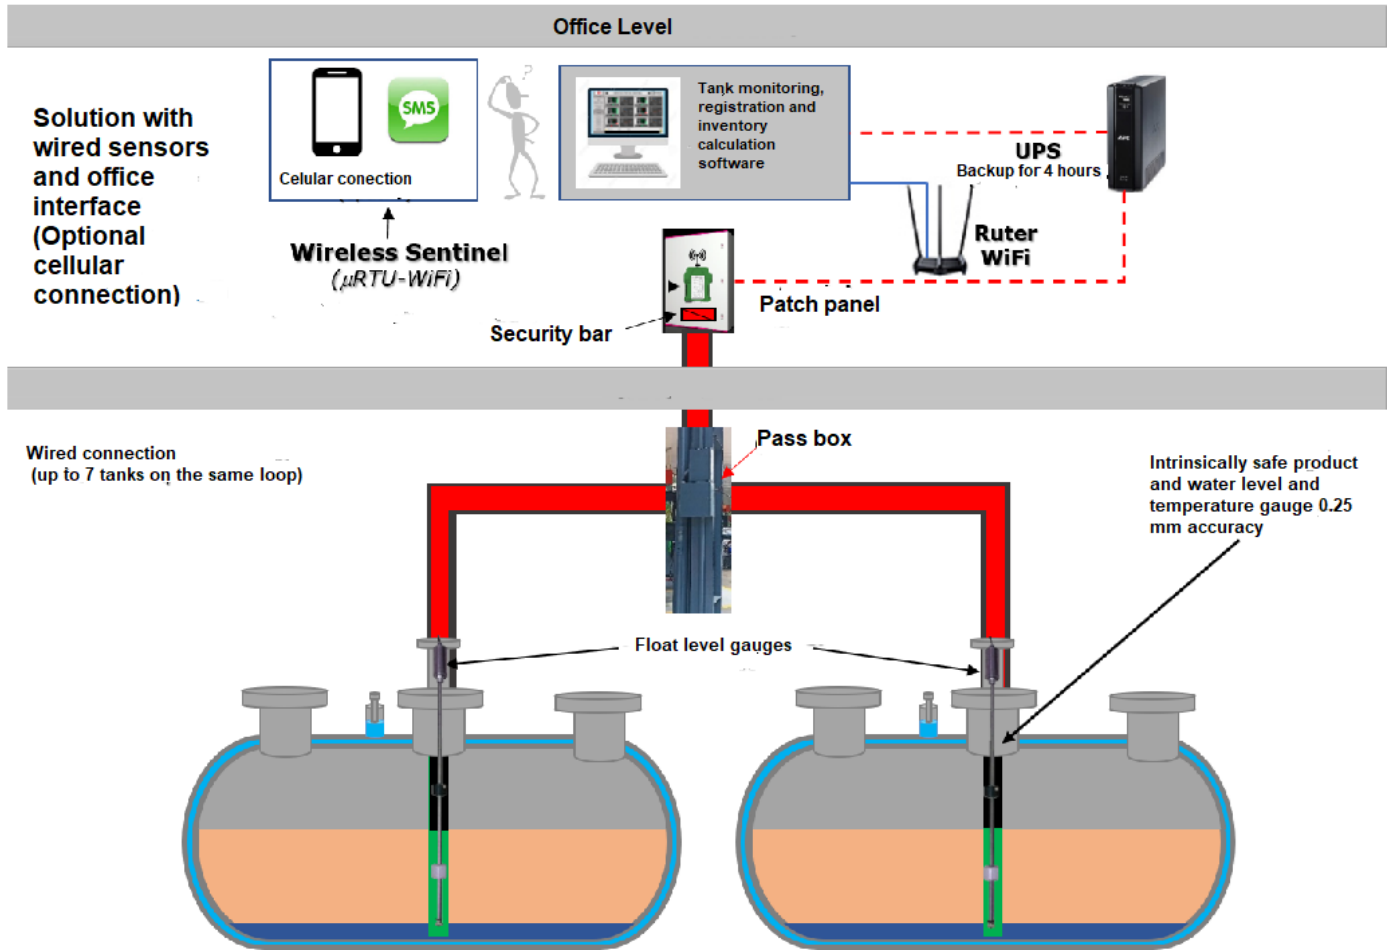 Office Level
Solution with
wired sensors
and office
interface
(Optional
cellular
connection)
SMS
Celular conection
?
Tank monitoring,
registration and
inventory
calculation
software
UPS
Backup for 4 hours
APC
Wireless Sentinel
(µRTU-WiFi)
Ruter
WiFi
Patch panel
Security bar
Wired connection
(up to 7 tanks on the same loop)
Pass box
Intrinsically safe product
and water level and
temperature gauge 0.25
mm accuracy
Float level gauges